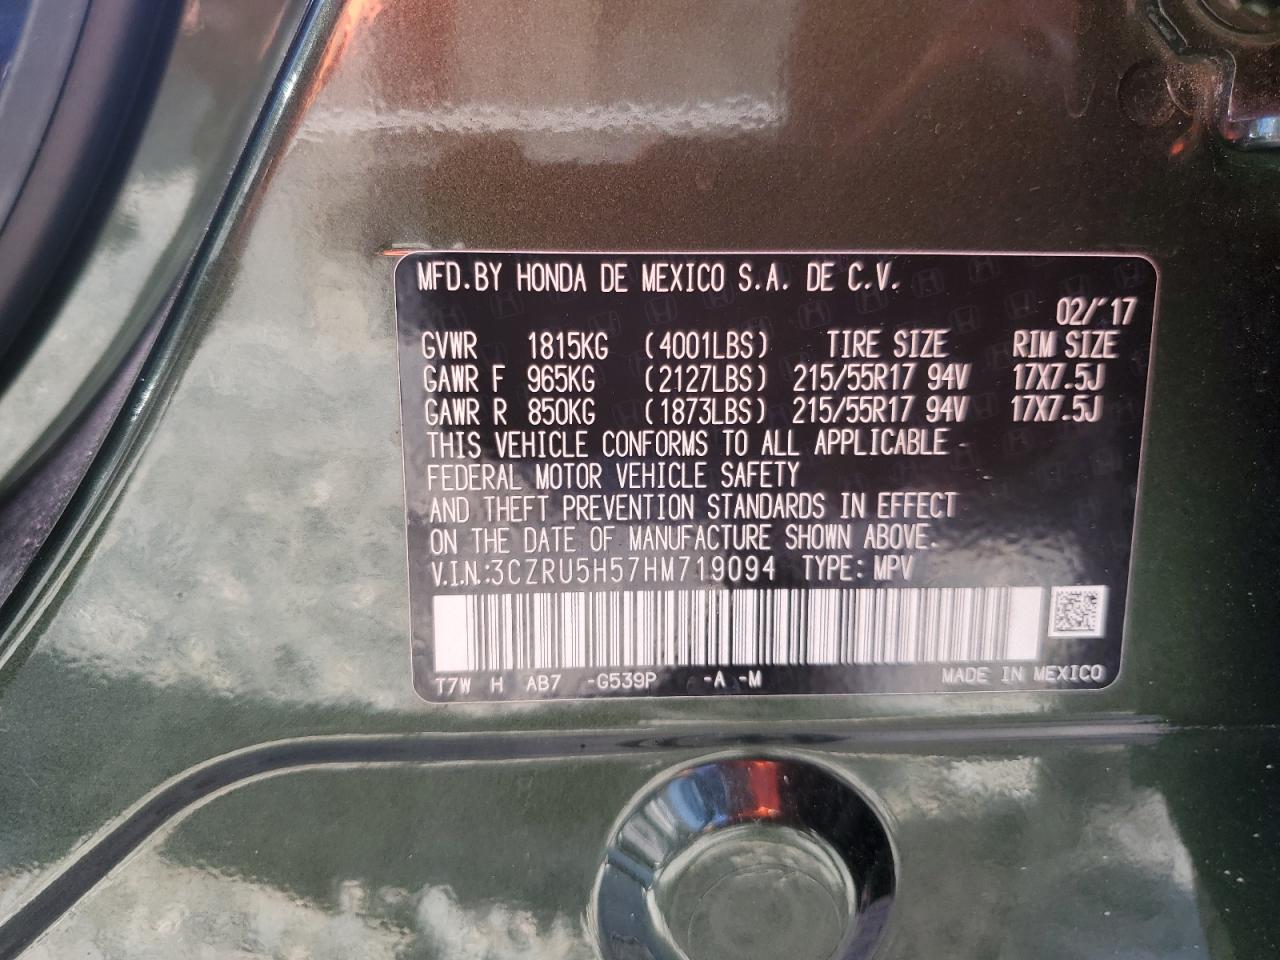 MFD.BY HONDA DE MEXICO S.A. DE C.V.
02/'17
GVWR 1815KG (4001LBS) TIRE SIZE RIM SIZE
GAWR F 965KG (2127LBS) 215/55R17 94V 17X7.5J
GAWR R 850KG (1873LBS) 215/55R17 94V 17X7.5J
THIS VEHICLE CONFORMS TO ALL APPLICABLE
FEDERAL MOTOR VEHICLE SAFETY
AND THEFT PREVENTION STANDARDS IN EFFECT
ON THE DATE OF MANUFACTURE SHOWN ABOVE.
V.I.N.:3CZRU5H57HM719094 TYPE: MPV
T7W H AB7 -G539P -A -M MADE IN MEXICO